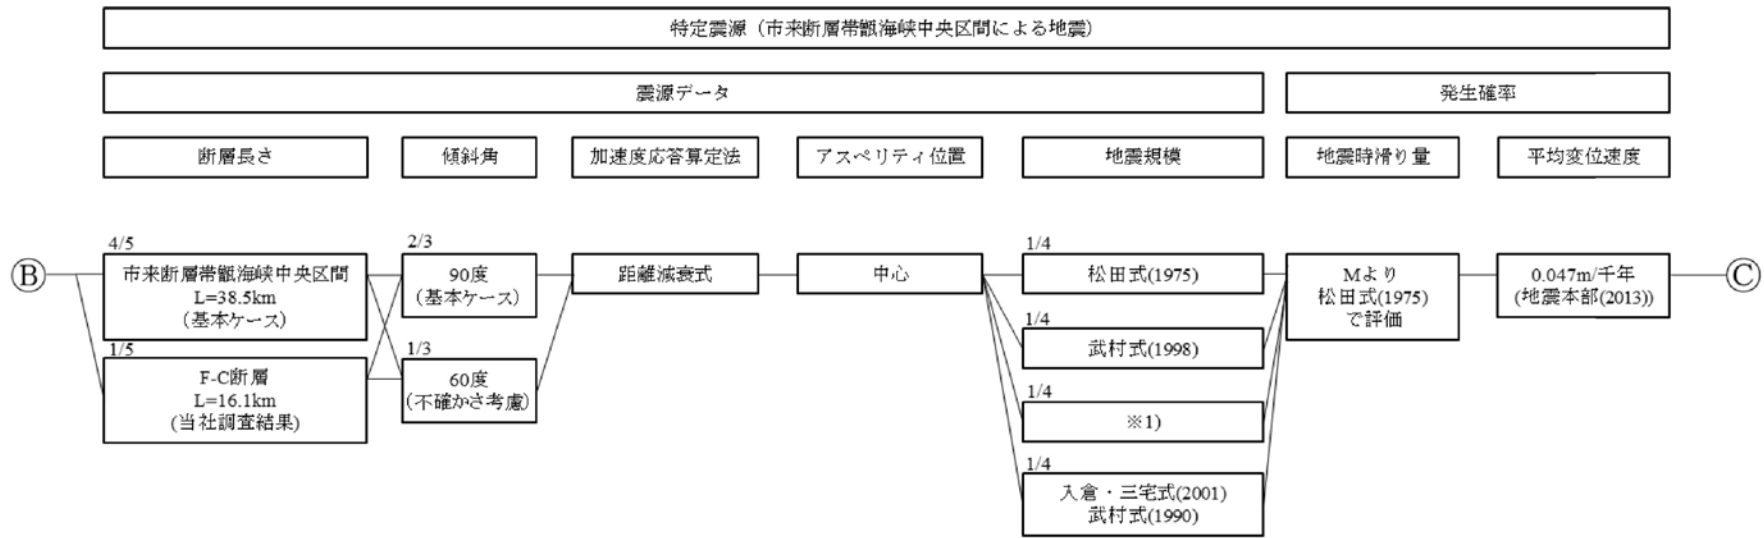 特定震源（市来断層帯甑海峡中央区間による地震）
震源データ
発生確率
断層長さ
傾斜角
加速度応答算定法
アスペリティ位置
地震規模
地震時滑り量
平均変位速度
Ⓑ
4/5
市来断層帯甑海峡中央区間
L=38.5km
（基本ケース）
1/5
F-C断層
L=16.1km
(当社調査結果)
2/3
90度
（基本ケース）
1/3
60度
（不確かさ考慮）
距離減衰式
中心
1/4
松田式(1975)
1/4
武村式(1998)
1/4
※1)
1/4
入倉・三宅式(2001)
武村式(1990)
Mより
松田式(1975)
で評価
0.047m/千年
(地震本部(2013))
Ⓒ